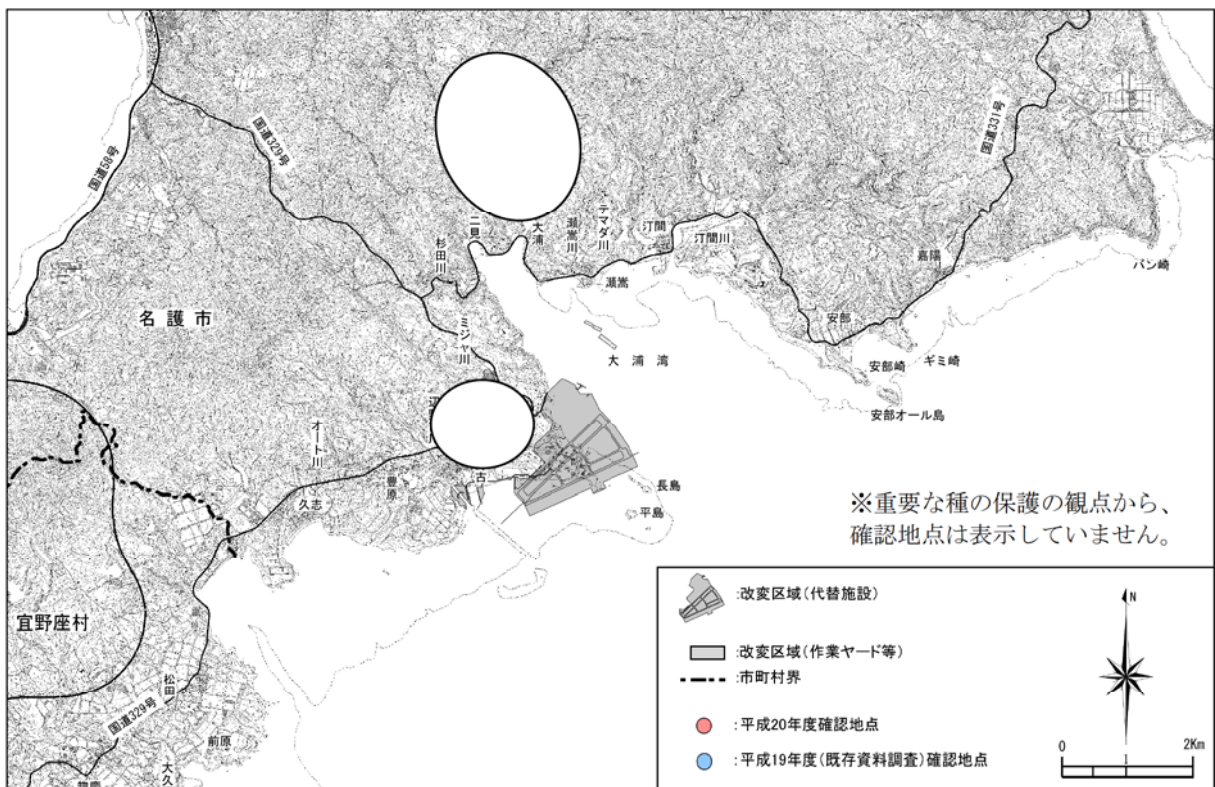 国道58号
国道329号
国道331号
二見
大浦
瀬嵩川
テマダ川
汀間
汀間川
杉田川
瀬嵩
嘉陽
バン崎
名護市
ミジャ川
大浦湾
安部
安部崎
ギミ崎
安部オール島
オート川
豊原
久志
古
長島
平島
※重要な種の保護の観点から、
確認地点は表示していません。
宜野座村
松田
国道329号
前原
大久
:改変区域(代替施設)
:改変区域(作業ヤード等)
:市町村界
:平成20年度確認地点
:平成19年度(既存資料調査)確認地点
N
0 2Km